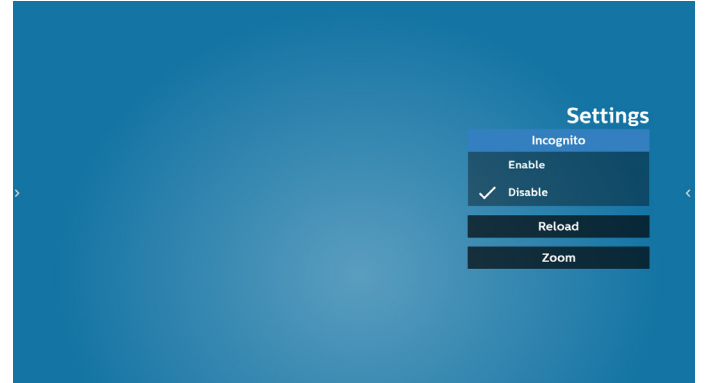 Settings
Incognito
Enable
Disable
Reload
Zoom